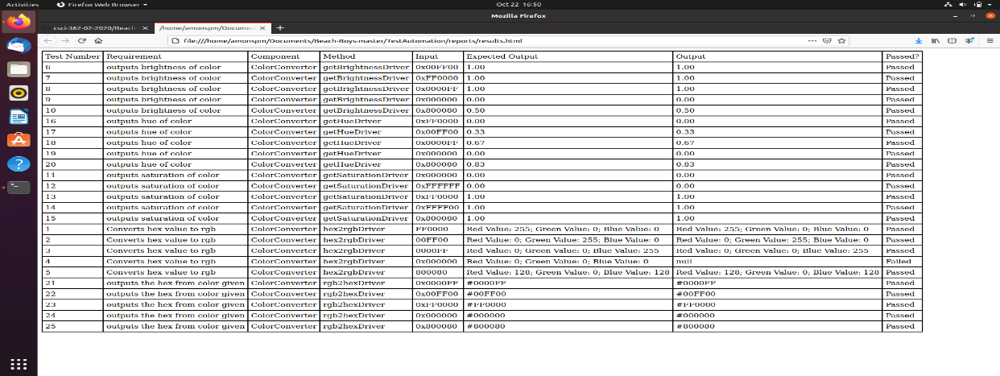 Activities Firefox Web Browser Oct 22 16:50
Mozilla Firefox
csci-362-02-2020/Beach- /home/amonspm/Document
file:///home/amonspm/Documents/Beach-Boys-master/TestAutomation/reports/results.html
Test Number Requirement Component Method Input Expected Output Output Passed?
6 outputs brightness of color ColorConverter getBrightnessDriver 0x00FF00 1.00 1.00 Passed
7 outputs brightness of color ColorConverter getBrightnessDriver 0xFF0000 1.00 1.00 Passed
8 outputs brightness of color ColorConverter getBrightnessDriver 0x0000FF 1.00 1.00 Passed
9 outputs brightness of color ColorConverter getBrightnessDriver 0x000000 0.00 0.00 Passed
10 outputs brightness of color ColorConverter getBrightnessDriver 0x800080 0.50 0.50 Passed
16 outputs hue of color ColorConverter getHueDriver 0xFF0000 0.00 0.00 Passed
17 outputs hue of color ColorConverter getHueDriver 0x00FF00 0.33 0.33 Passed
18 outputs hue of color ColorConverter getHueDriver 0x0000FF 0.67 0.67 Passed
19 outputs hue of color ColorConverter getHueDriver 0x000000 0.00 0.00 Passed
20 outputs hue of color ColorConverter getHueDriver 0x800080 0.83 0.83 Passed
11 outputs saturation of color ColorConverter getSaturationDriver 0x000000 0.00 0.00 Passed
12 outputs saturation of color ColorConverter getSaturationDriver 0xFFFFFF 0.00 0.00 Passed
13 outputs saturation of color ColorConverter getSaturationDriver 0xFF0000 1.00 1.00 Passed
14 outputs saturation of color ColorConverter getSaturationDriver 0xFFFF00 1.00 1.00 Passed
15 outputs saturation of color ColorConverter getSaturationDriver 0x800080 1.00 1.00 Passed
1 Converts hex value to rgb ColorConverter hex2rgbDriver FF0000 Red Value: 255; Green Value: 0; Blue Value: 0 Red Value: 255; Green Value: 0; Blue Value: 0 Passed
2 Converts hex value to rgb ColorConverter hex2rgbDriver 00FF00 Red Value: 0; Green Value: 255; Blue Value: 0 Red Value: 0; Green Value: 255; Blue Value: 0 Passed
3 Converts hex value to rgb ColorConverter hex2rgbDriver 0000FF Red Value: 0; Green Value: 0; Blue Value: 255 Red Value: 0; Green Value: 0; Blue Value: 255 Passed
4 Converts hex value to rgb ColorConverter hex2rgbDriver 0x000000 Red Value: 0; Green Value: 0; Blue Value: 0 null Failed
5 Converts hex value to rgb ColorConverter hex2rgbDriver 800080 Red Value: 128; Green Value: 0; Blue Value: 128 Red Value: 128; Green Value: 0; Blue Value: 128 Passed
21 outputs the hex from color given ColorConverter rgb2hexDriver 0x0000FF #0000FF #0000FF Passed
22 outputs the hex from color given ColorConverter rgb2hexDriver 0x00FF00 #00FF00 #00FF00 Passed
23 outputs the hex from color given ColorConverter rgb2hexDriver 0xFF0000 #FF0000 #FF0000 Passed
24 outputs the hex from color given ColorConverter rgb2hexDriver 0x000000 #000000 #000000 Passed
25 outputs the hex from color given ColorConverter rgb2hexDriver 0x800080 #800080 #800080 Passed